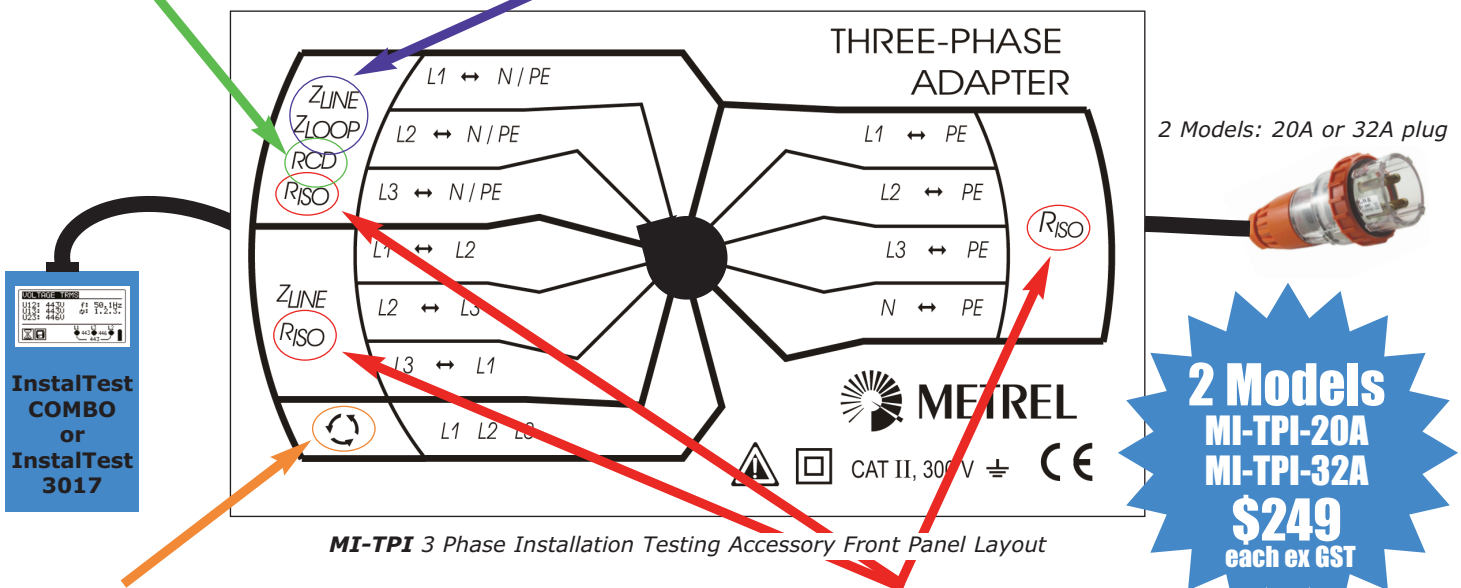 THREE-PHASE
ADAPTER
L1 ↔ N / PE
L2 ↔ N / PE
L3 ↔ N / PE
ZLINE
ZLOOP
RCD
RISO
L1 ↔ L2
L2 ↔ L3
L3 ↔ L1
ZLINE
RISO
L1 L2 L3
L1 ↔ PE
L2 ↔ PE
L3 ↔ PE
N ↔ PE
RISO
METREL
CAT II, 300 V
CE
2 Models: 20A or 32A plug
VOLTAGE TRMS
U12: 443V f: 50.1Hz
U13: 443V 1.2.3.
U23: 446V
InstalTest
COMBO
or
InstalTest
3017
2 Models
MI-TPI-20A
MI-TPI-32A
$249
each ex GST
MI-TPI 3 Phase Installation Testing Accessory Front Panel Layout